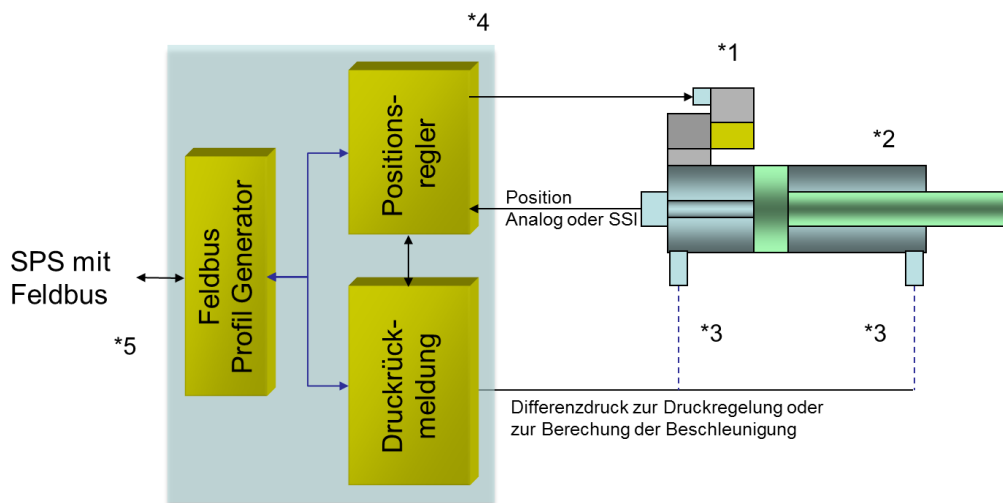 *4
*1
Positions-
regler
*2
Feldbus
Profil Generator
Position
Analog oder SSI
SPS mit
Feldbus
*5
Druckrück-
meldung
*3
*3
Differenzdruck zur Druckregelung oder
zur Berechung der Beschleunigung